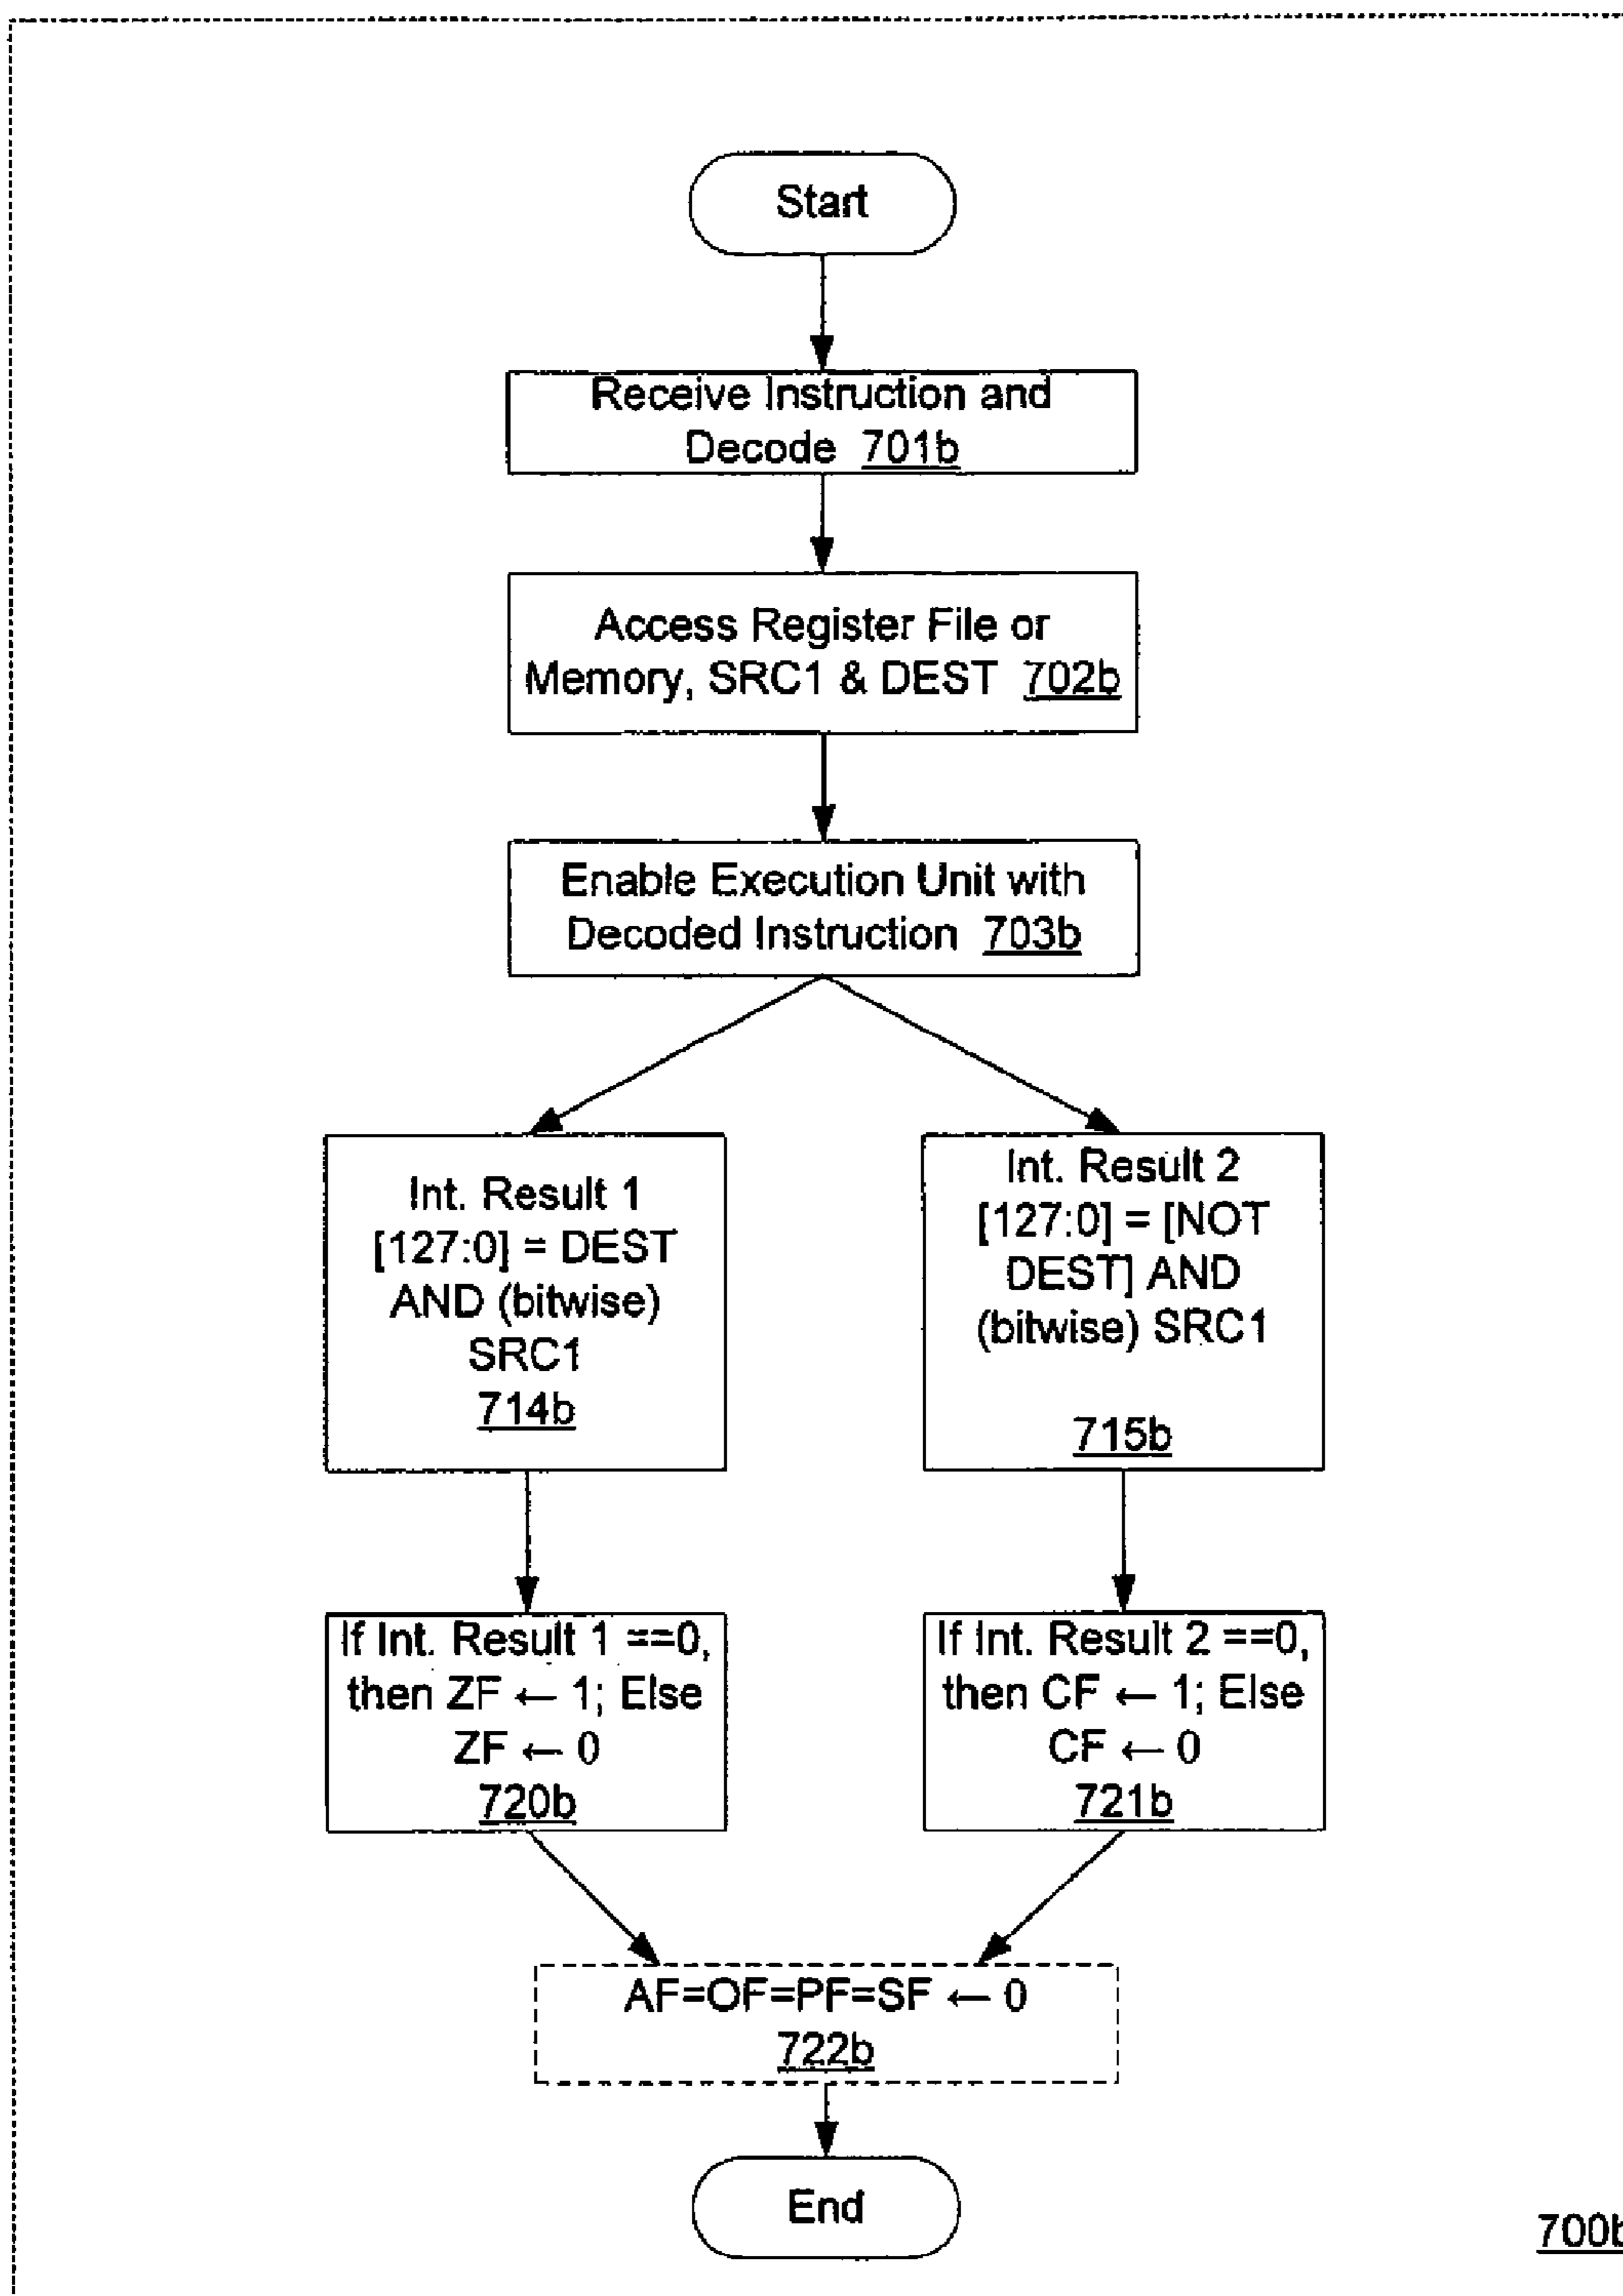 Start
Receive Instruction and
Decode 701b
Access Register File or
Memory, SRC1 & DEST 702b
Enable Execution Unit with
Decoded Instruction 703b
Int. Result 1
[127:0] = DEST
AND (bitwise)
SRC1
714b
Int. Result 2
[127:0] = [NOT
DEST] AND
(bitwise) SRC1
715b
If Int. Result 1 ==0,
then ZF ← 1; Else
ZF ← 0
720b
If Int. Result 2 ==0,
then CF ← 1; Else
CF ← 0
721b
AF=OF=PF=SF ← 0
722b
End
700b